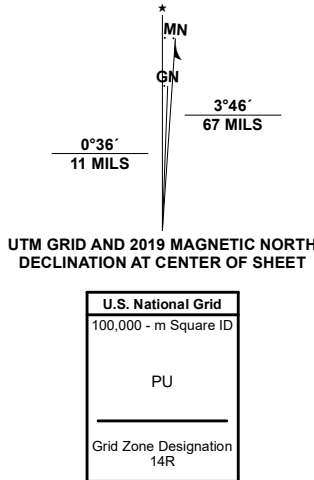 ★
MN
GN
3°46´
67 MILS
0°36´
11 MILS
UTM GRID AND 2019 MAGNETIC NORTH
DECLINATION AT CENTER OF SHEET
U.S. National Grid
100,000 - m Square ID
PU
Grid Zone Designation
14R